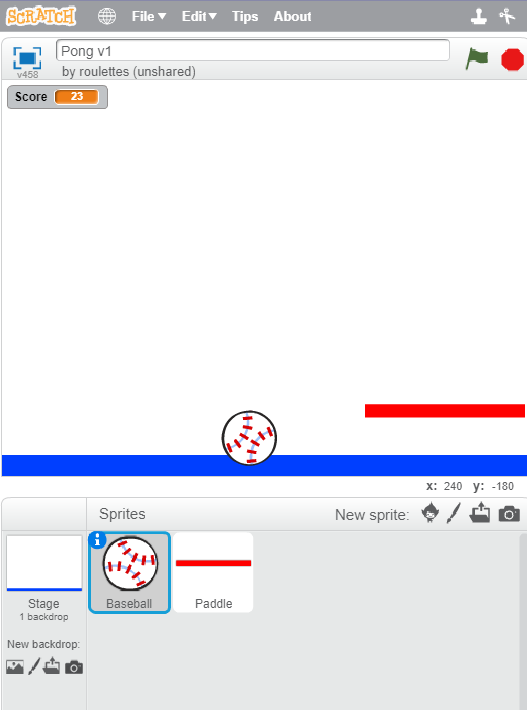 SCRATCH File Edit Tips About
Pong v1
v458 by roulettes (unshared)
Score 23
x: 240 y: -180
Sprites New sprite:
Stage
1 backdrop
Baseball
Paddle
New backdrop: